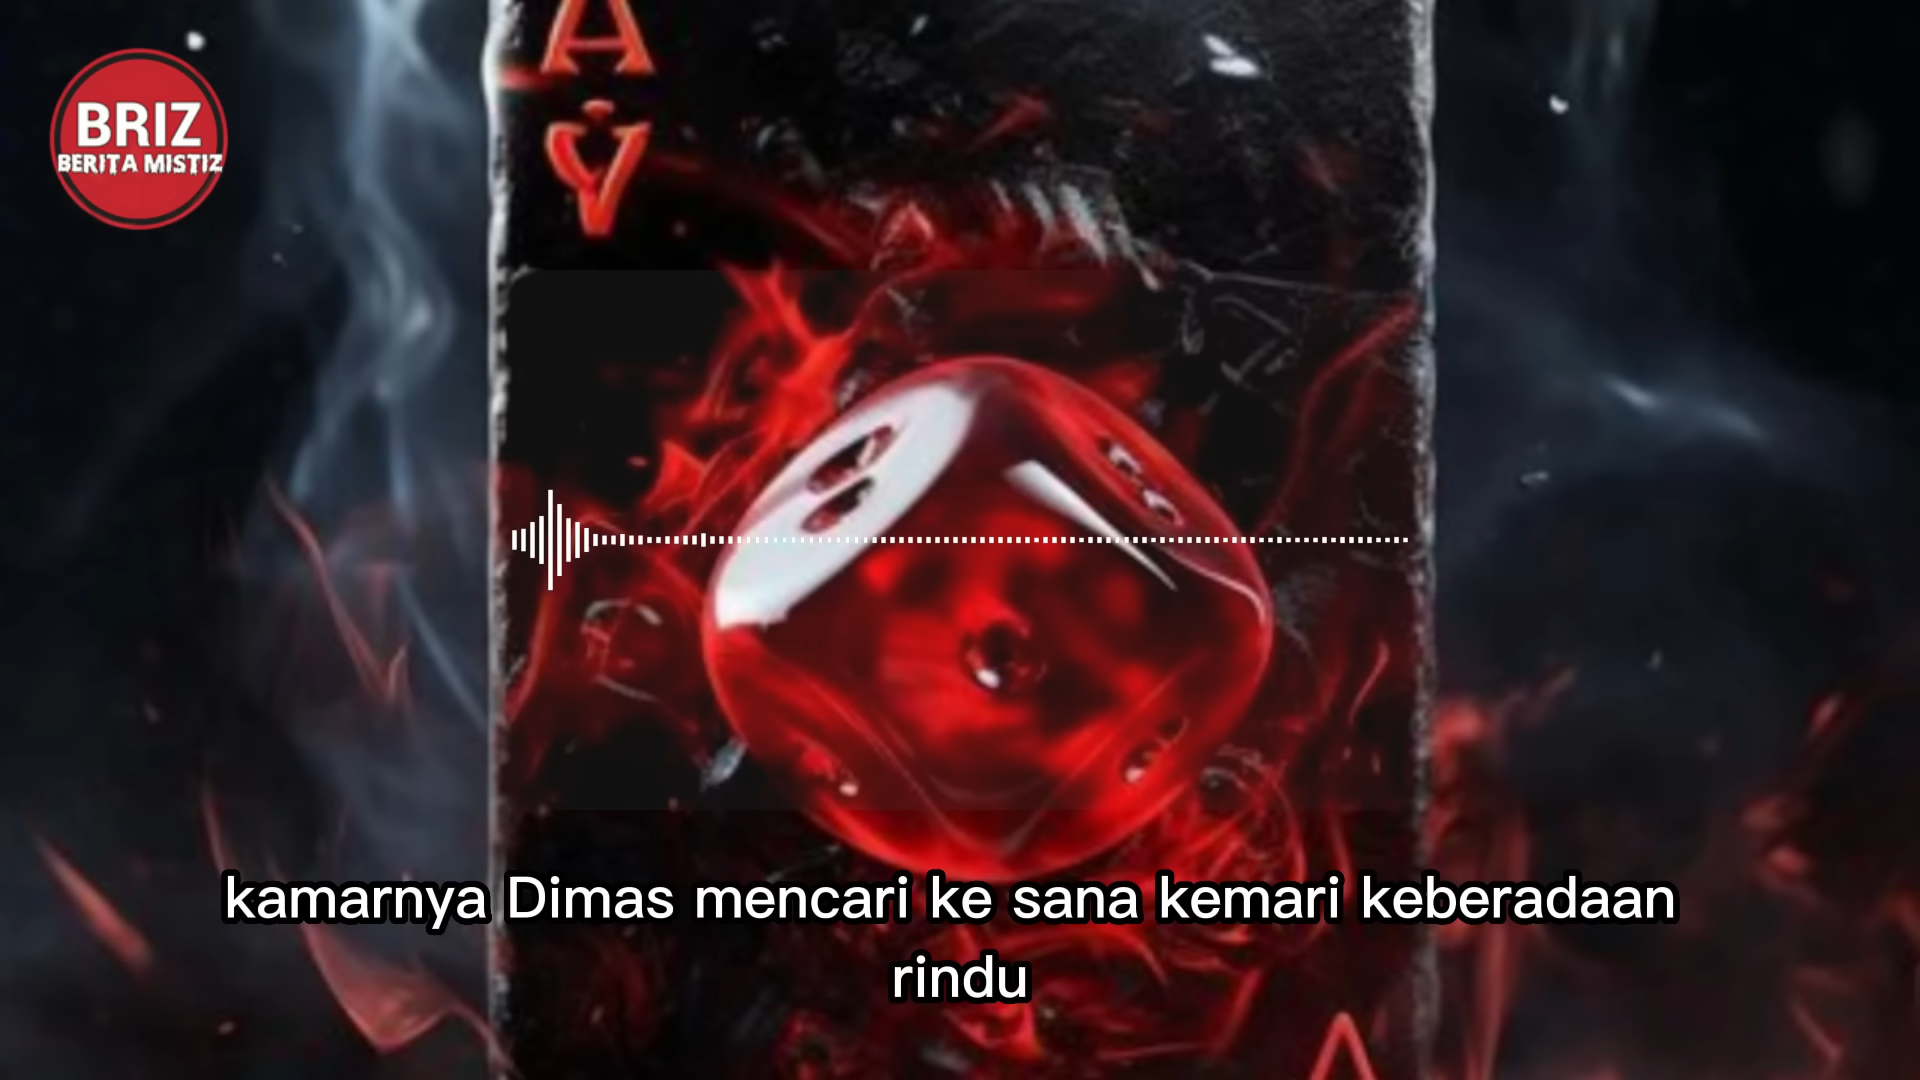 A
BRIZ
BERITA MISTIZ
kamarnya Dimas mencari ke sana kemari keberadaan
rindu